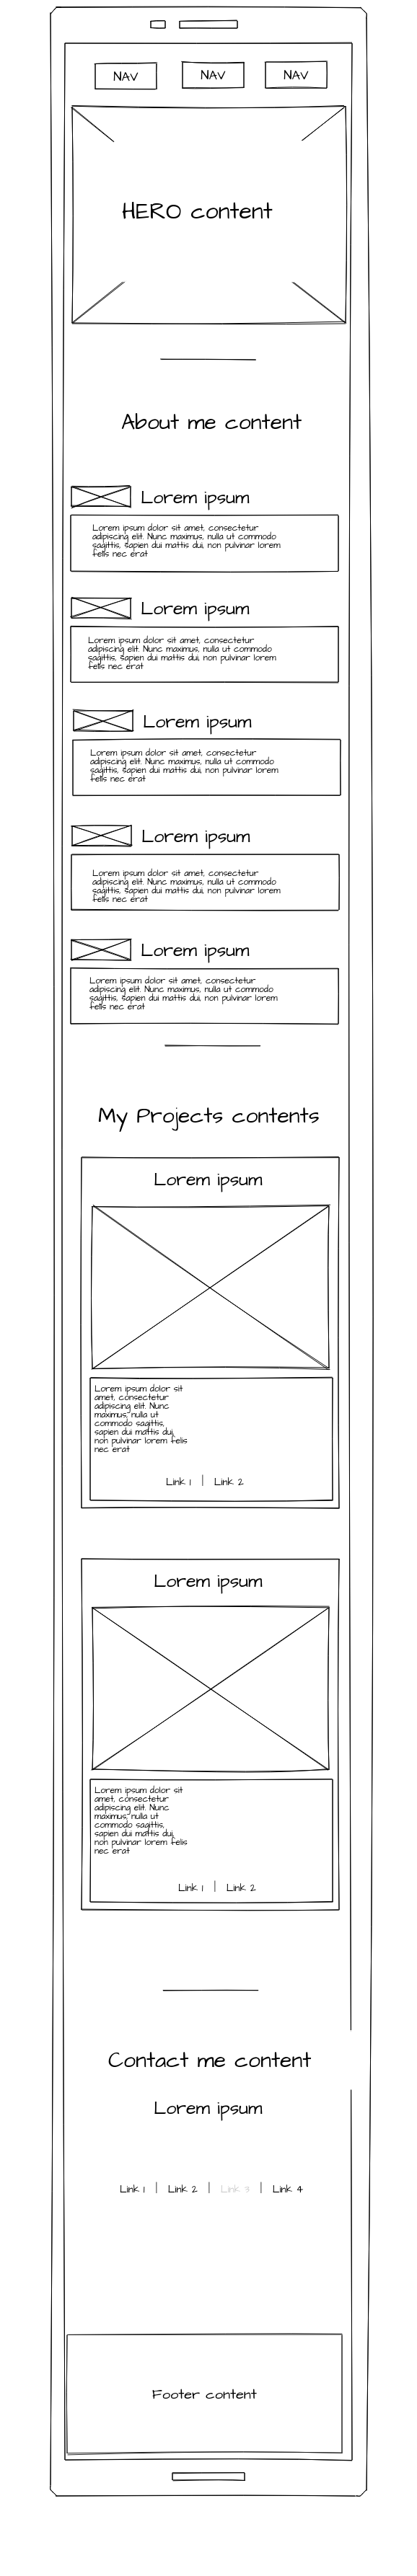 NAV NAV NAV
HERO content
About me content
Lorem ipsum
Lorem ipsum dolor sit amet, consectetur
adipiscing elit. Nunc maximus, nulla ut commodo
sagittis, sapien dui mattis dui, non pulvinar lorem
felis nec erat
Lorem ipsum
Lorem ipsum dolor sit amet, consectetur
adipiscing elit. Nunc maximus, nulla ut commodo
sagittis, sapien dui mattis dui, non pulvinar lorem
felis nec erat
Lorem ipsum
Lorem ipsum dolor sit amet, consectetur
adipiscing elit. Nunc maximus, nulla ut commodo
sagittis, sapien dui mattis dui, non pulvinar lorem
felis nec erat
Lorem ipsum
Lorem ipsum dolor sit amet, consectetur
adipiscing elit. Nunc maximus, nulla ut commodo
sagittis, sapien dui mattis dui, non pulvinar lorem
felis nec erat
Lorem ipsum
Lorem ipsum dolor sit amet, consectetur
adipiscing elit. Nunc maximus, nulla ut commodo
sagittis, sapien dui mattis dui, non pulvinar lorem
felis nec erat
My Projects contents
Lorem ipsum
Lorem ipsum dolor sit
amet, consectetur
adipiscing elit. Nunc
maximus, nulla ut
commodo sagittis,
sapien dui mattis dui,
non pulvinar lorem felis
nec erat
Link 1 | Link 2
Lorem ipsum
Lorem ipsum dolor sit
amet, consectetur
adipiscing elit. Nunc
maximus, nulla ut
commodo sagittis,
sapien dui mattis dui,
non pulvinar lorem felis
nec erat
Link 1 | Link 2
Contact me content
Lorem ipsum
Link 1 | Link 2 | Link 3 | Link 4
Footer content